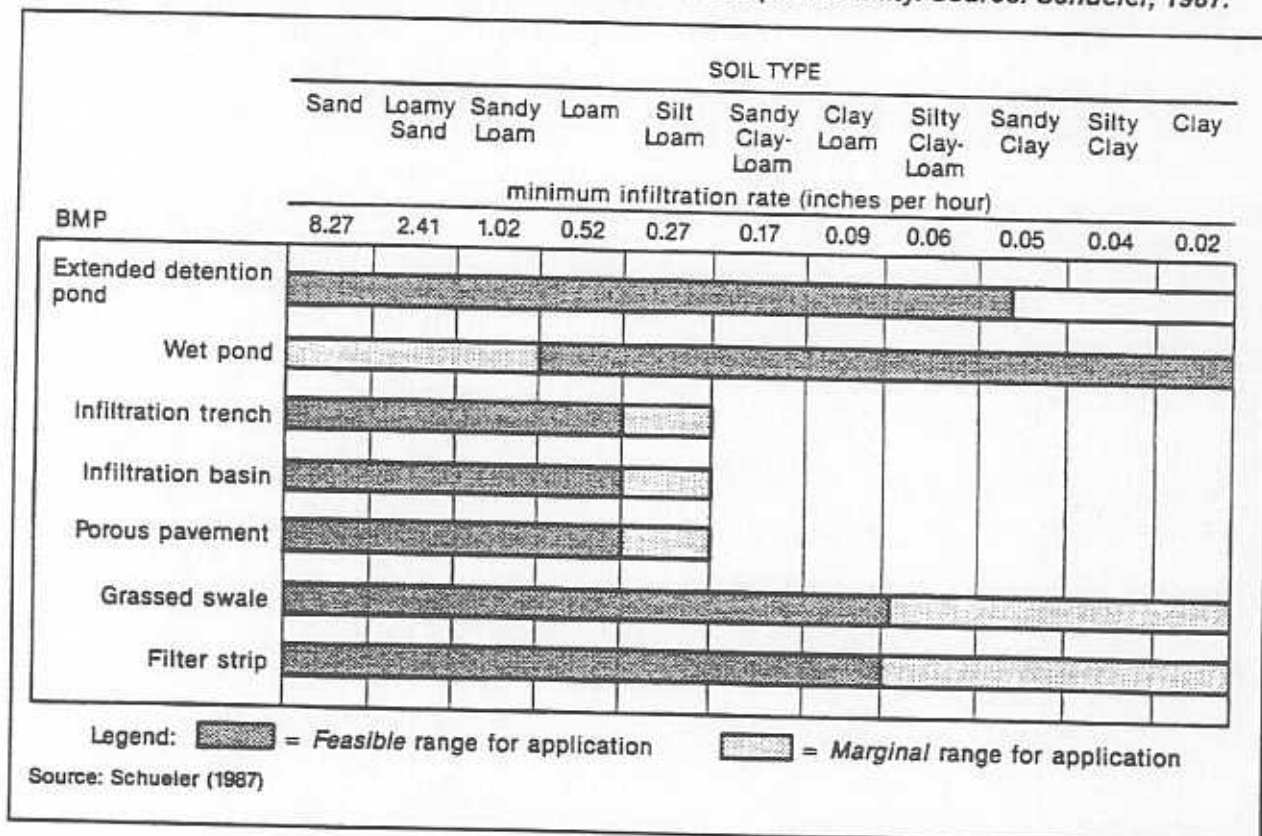 Source: Schueler, 1987.
SOIL TYPE
Sand Loamy Sand Sandy Loam Loam Silt Loam Sandy Clay-Loam Clay Loam Silty Clay-Loam Sandy Clay Silty Clay Clay
minimum infiltration rate (inches per hour)
BMP 8.27 2.41 1.02 0.52 0.27 0.17 0.09 0.06 0.05 0.04 0.02
Extended detention
pond
Wet pond
Infiltration trench
Infiltration basin
Porous pavement
Grassed swale
Filter strip
Legend: = Feasible range for application = Marginal range for application
Source: Schueler (1987)